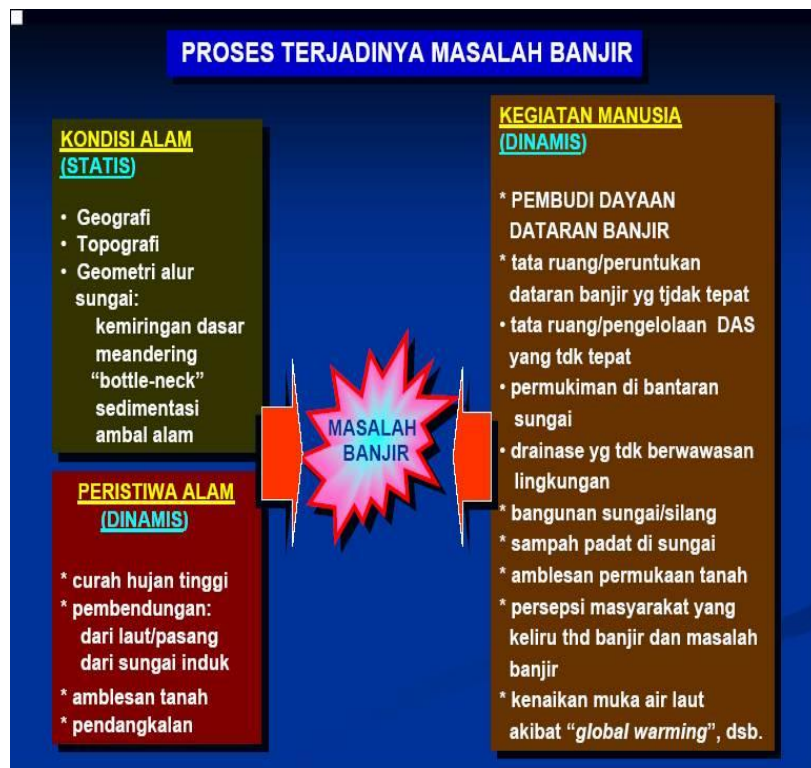 PROSES TERJADINYA MASALAH BANJIR
KONDISI ALAM
(STATIS)
• Geografi
• Topografi
• Geometri alur
sungai:
kemiringan dasar
meandering
“bottle-neck”
sedimentasi
ambal alam
PERISTIWA ALAM
(DINAMIS)
* curah hujan tinggi
* pembendungan:
dari laut/pasang
dari sungai induk
* amblesan tanah
* pendangkalan
MASALAH
BANJIR
KEGIATAN MANUSIA
(DINAMIS)
* PEMBUDI DAYAAN
DATARAN BANJIR
* tata ruang/peruntukan
dataran banjir yg tjdak tepat
• tata ruang/pengelolaan DAS
yang tdk tepat
• permukiman di bantaran
sungai
• drainase yg tdk berwawasan
lingkungan
* bangunan sungai/silang
* sampah padat di sungai
* amblesan permukaan tanah
* persepsi masyarakat yang
keliru thd banjir dan masalah
banjir
* kenaikan muka air laut
akibat “global warming”, dsb.